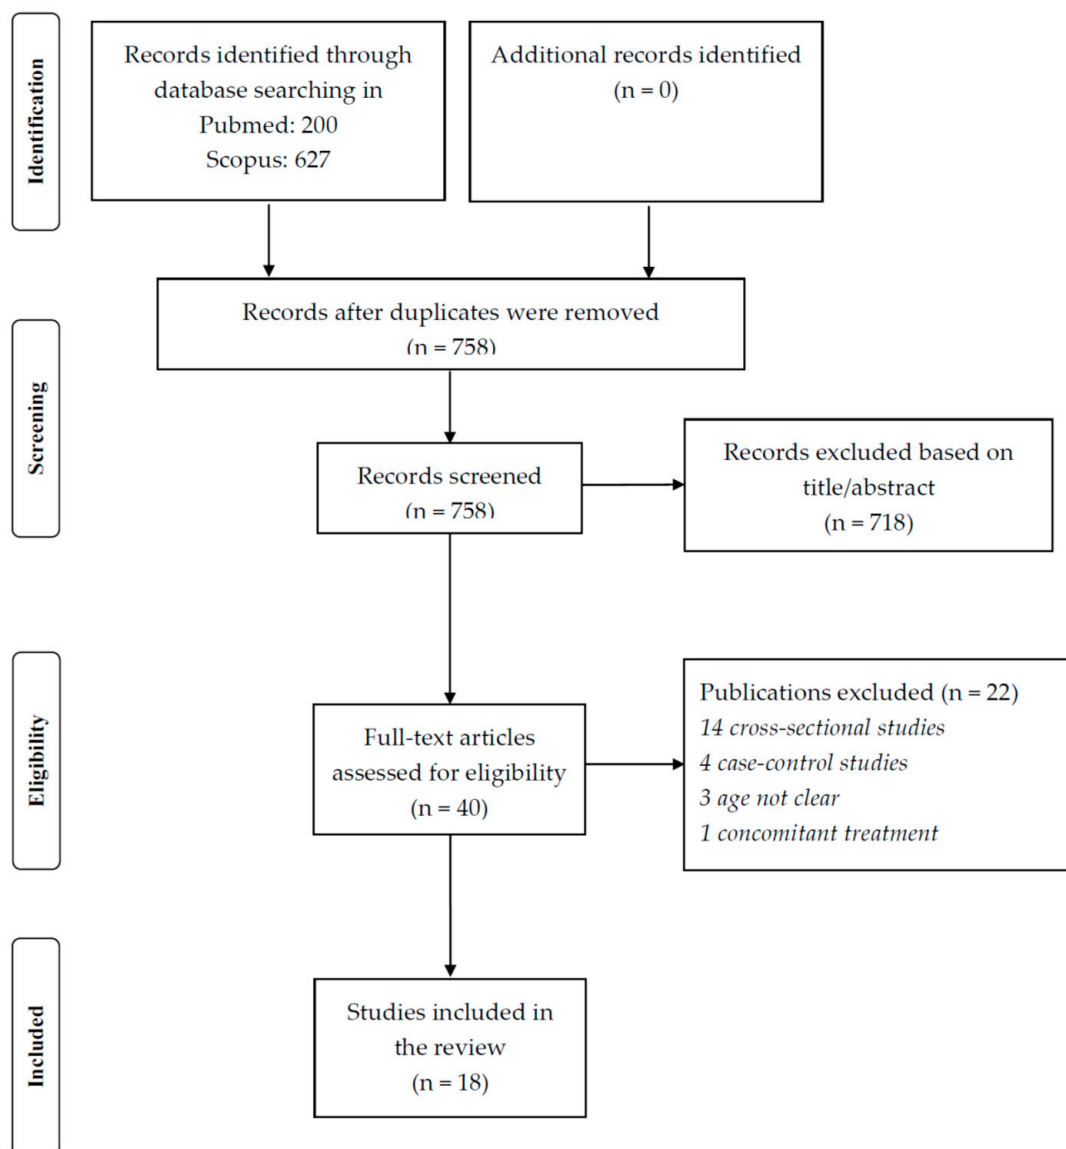 Identification
Records identified through
database searching in
Pubmed: 200
Scopus: 627
Additional records identified
(n = 0)
Screening
Records after duplicates were removed
(n = 758)
Records screened
(n = 758)
Records excluded based on
title/abstract
(n = 718)
Eligibility
Full-text articles
assessed for eligibility
(n = 40)
Publications excluded (n = 22)
14 cross-sectional studies
4 case-control studies
3 age not clear
1 concomitant treatment
Included
Studies included in
the review
(n = 18)